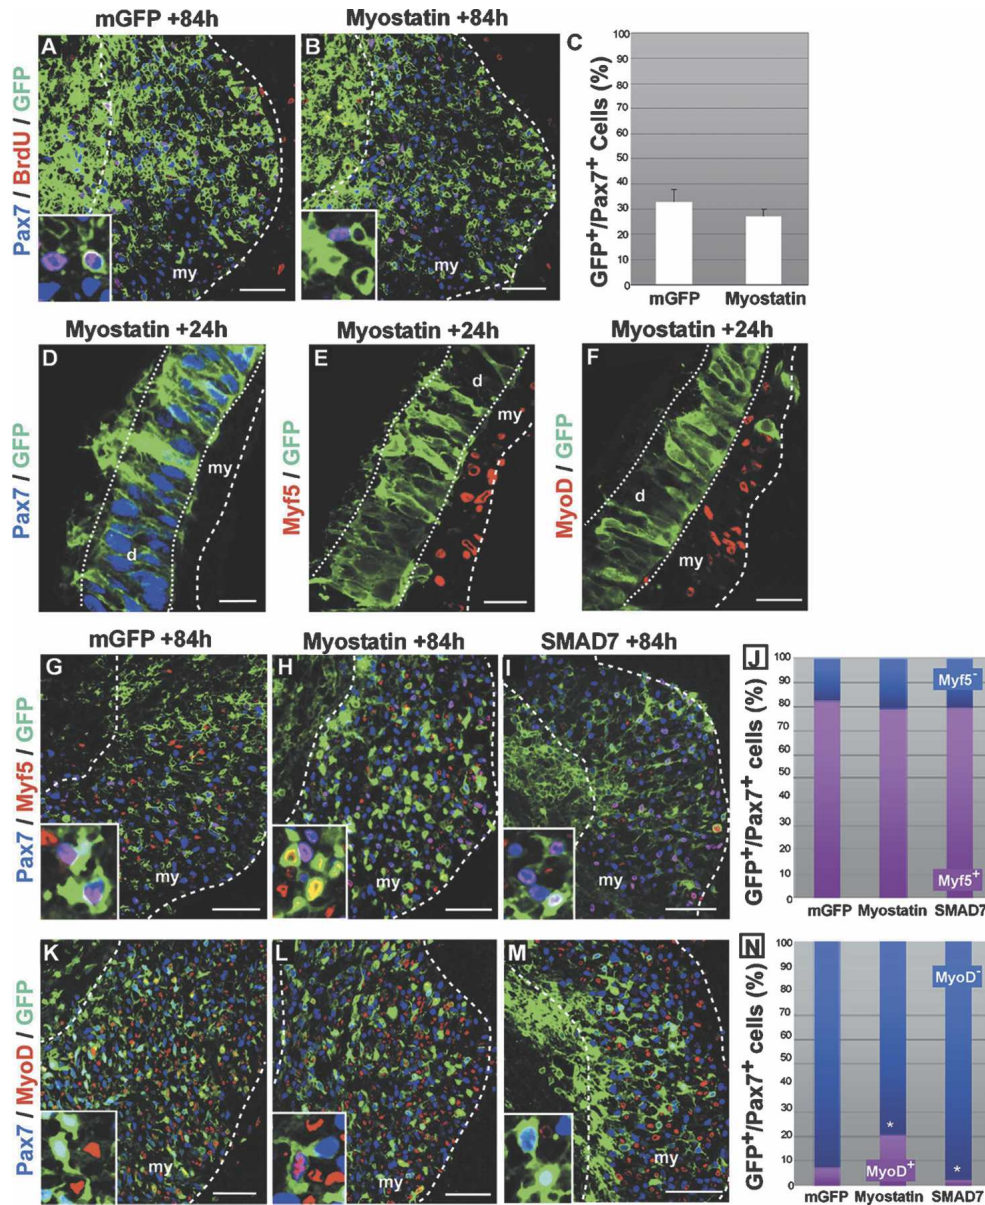 mGFP +84h
Myostatin +84h
A
B
C
Pax7 / BrdU / GFP
my
my
GFP+/Pax7+ Cells (%)
100
90
80
70
60
50
40
30
20
10
0
mGFP
Myostatin
Myostatin +24h
Myostatin +24h
Myostatin +24h
D
E
F
Pax7 / GFP
my
d
Myf5 / GFP
d
my
MyoD / GFP
d
my
mGFP +84h
Myostatin +84h
SMAD7 +84h
G
H
I
J
Pax7 / Myf5 / GFP
my
my
my
GFP+/Pax7+ cells (%)
100
90
80
70
60
50
40
30
20
10
0
Myf5-
Myf5+
mGFP
Myostatin
SMAD7
K
L
M
N
Pax7 / MyoD / GFP
my
my
my
GFP+/Pax7+ cells (%)
100
90
80
70
60
50
40
30
20
10
0
MyoD-
*
MyoD+
*
mGFP
Myostatin
SMAD7